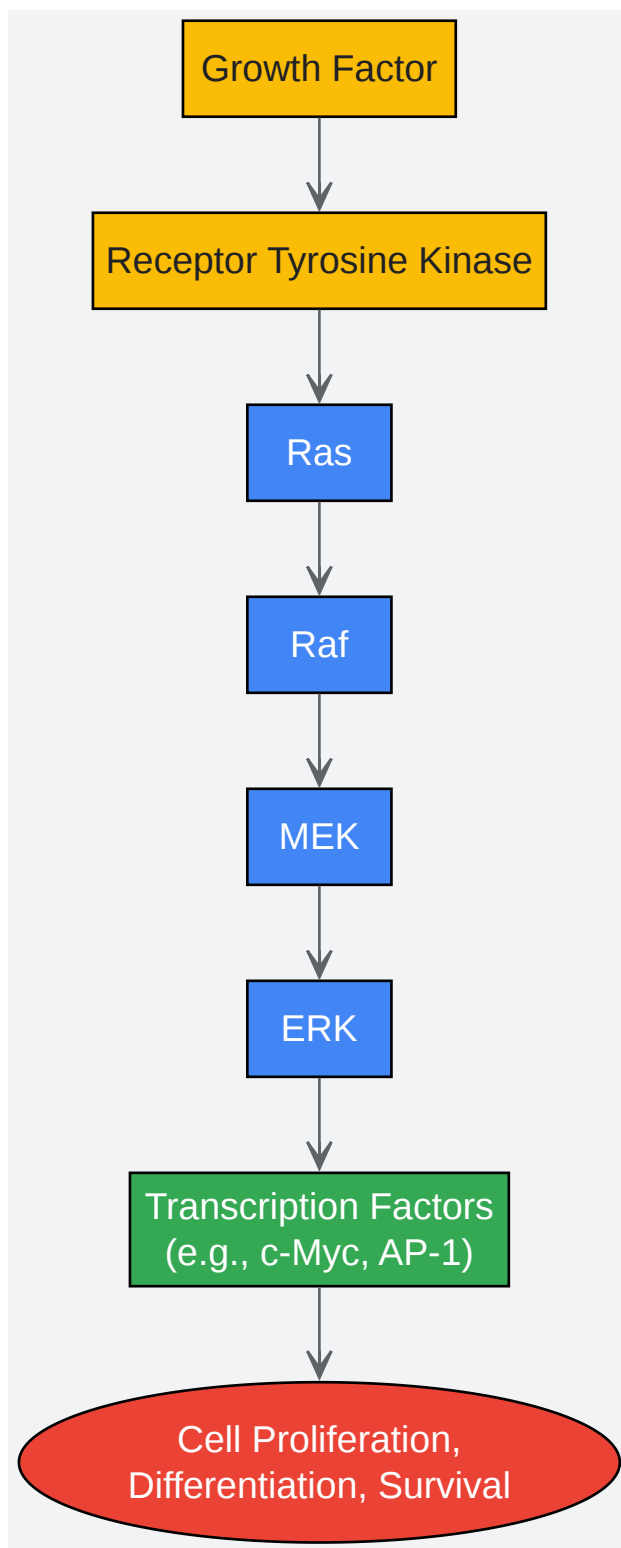 Growth Factor
Receptor Tyrosine Kinase
Ras
Raf
MEK
ERK
Transcription Factors
(e.g., c-Myc, AP-1)
Cell Proliferation,
Differentiation, Survival